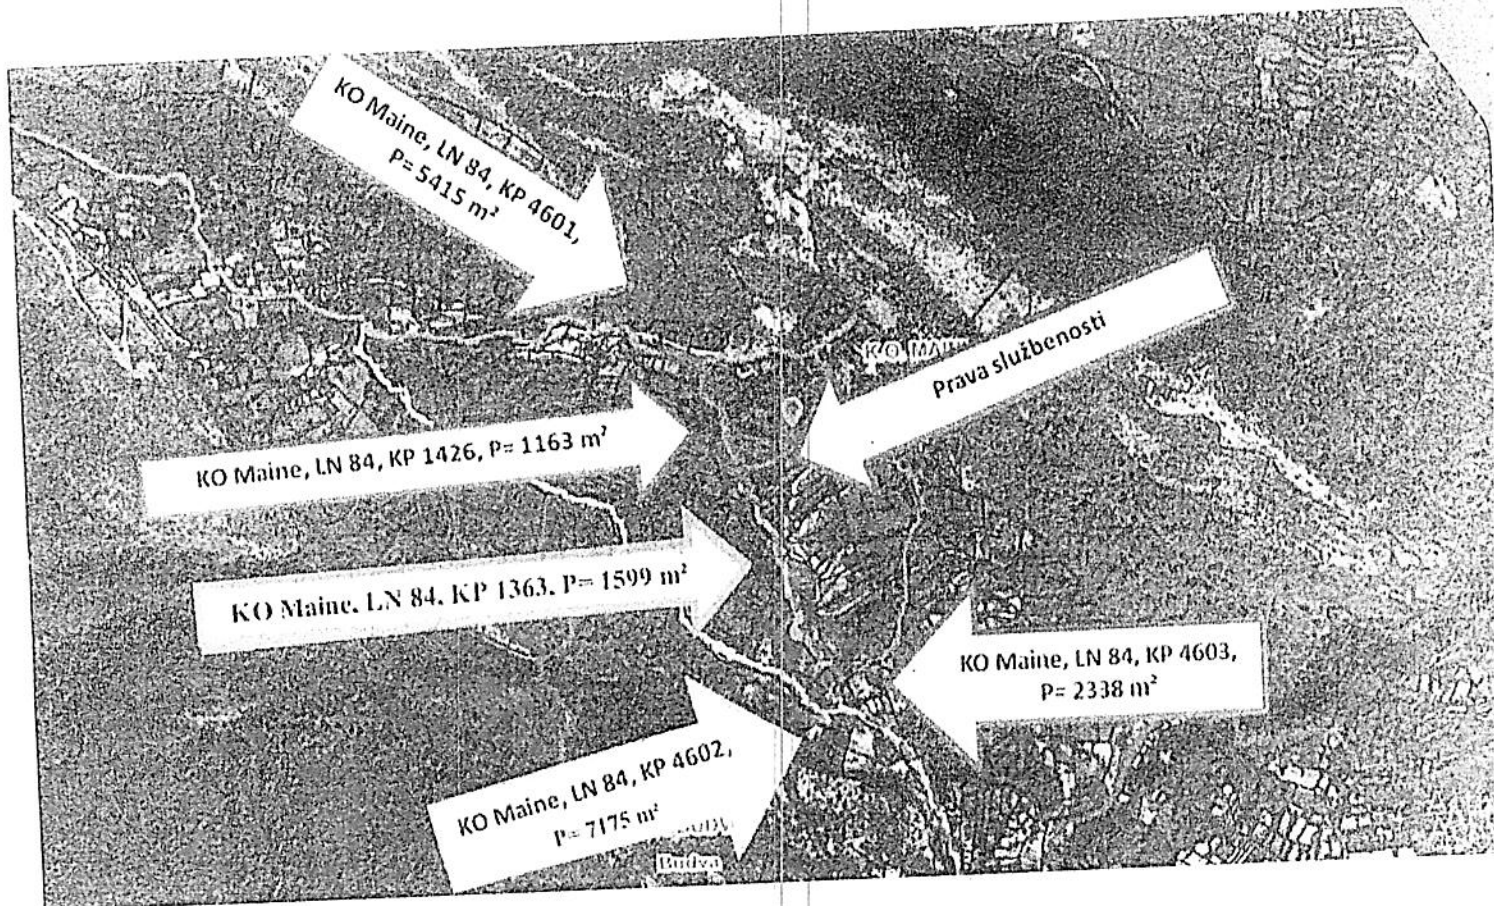 KO Maine, LN 84, KP 4601,
P= 5415 m²
KO MAIN
Prava službenosti
KO Maine, LN 84, KP 1426, P= 1163 m²
KO Maine, LN 84, KP 1363, P= 1599 m²
KO Maine, LN 84, KP 4603,
P= 2338 m²
KO Maine, LN 84, KP 4602,
P= 7175 m²
Budva